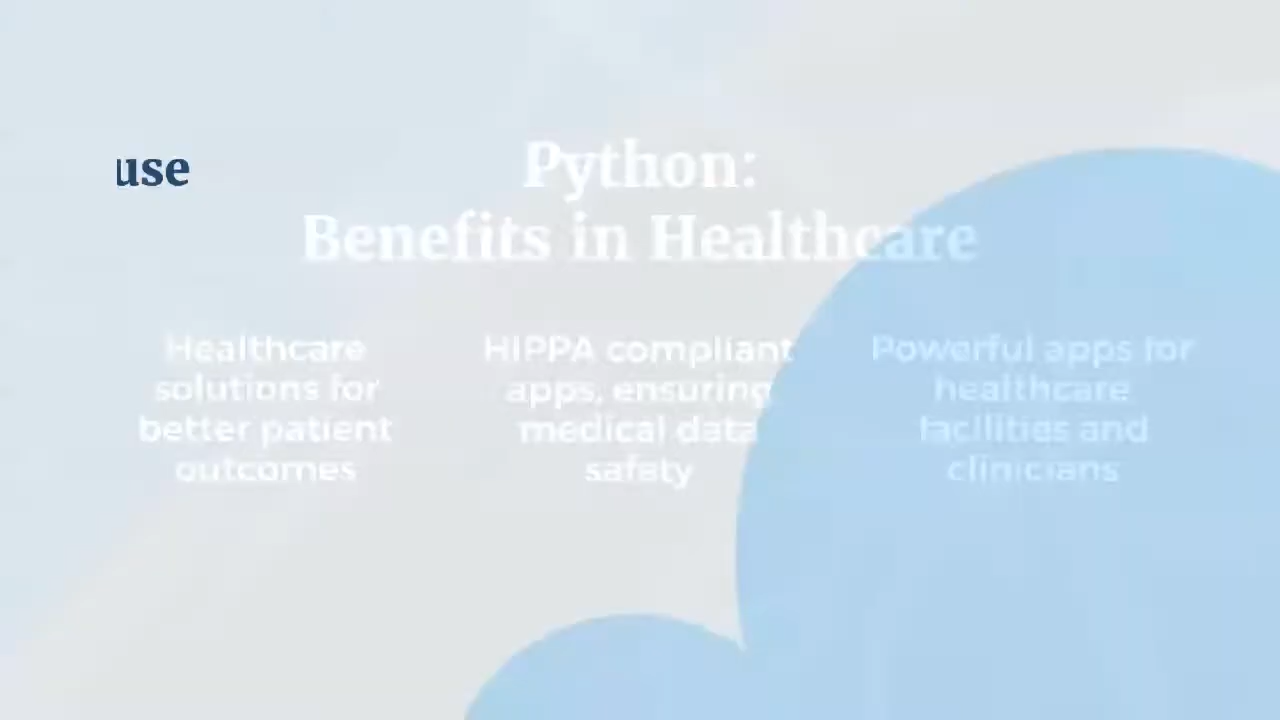 use
Python:
Benefits in Healthcare
Healthcare
solutions for
better patient
outcomes
HIPPA compliant
apps, ensuring
medical data
safety
Powerful apps for
healthcare
facilities and
clinicians